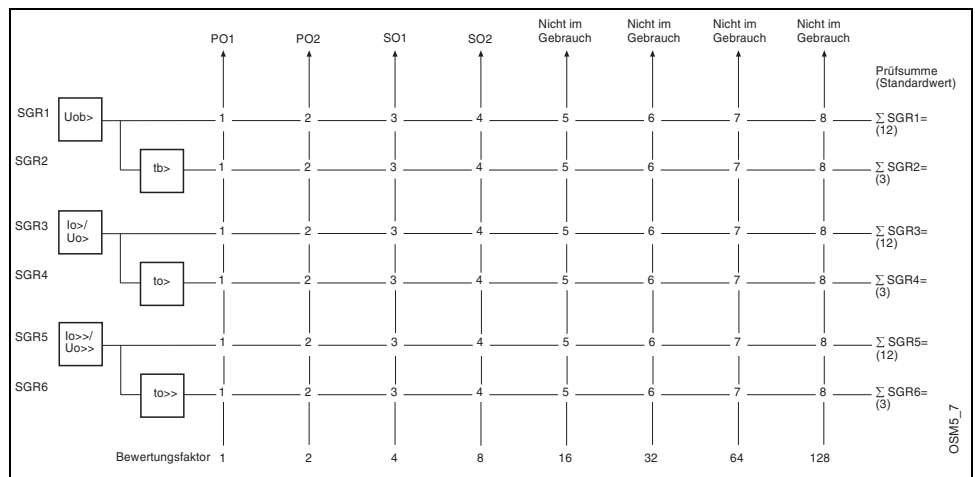 PO1 PO2 SO1 SO2 Nicht im Gebrauch Nicht im Gebrauch Nicht im Gebrauch Nicht im Gebrauch
Prüfsumme
(Standardwert)
SGR1 Uob> 1 2 3 4 5 6 7 8 ∑ SGR1=
(12)
SGR2 tb> 1 2 3 4 5 6 7 8 ∑ SGR2=
(3)
SGR3 Io>/
Uo> 1 2 3 4 5 6 7 8 ∑ SGR3=
(12)
SGR4 to> 1 2 3 4 5 6 7 8 ∑ SGR4=
(3)
SGR5 Io>>/
Uo>> 1 2 3 4 5 6 7 8 ∑ SGR5=
(12)
SGR6 to>> 1 2 3 4 5 6 7 8 ∑ SGR6=
(3)
Bewertungsfaktor 1 2 4 8 16 32 64 128
OSM5_7